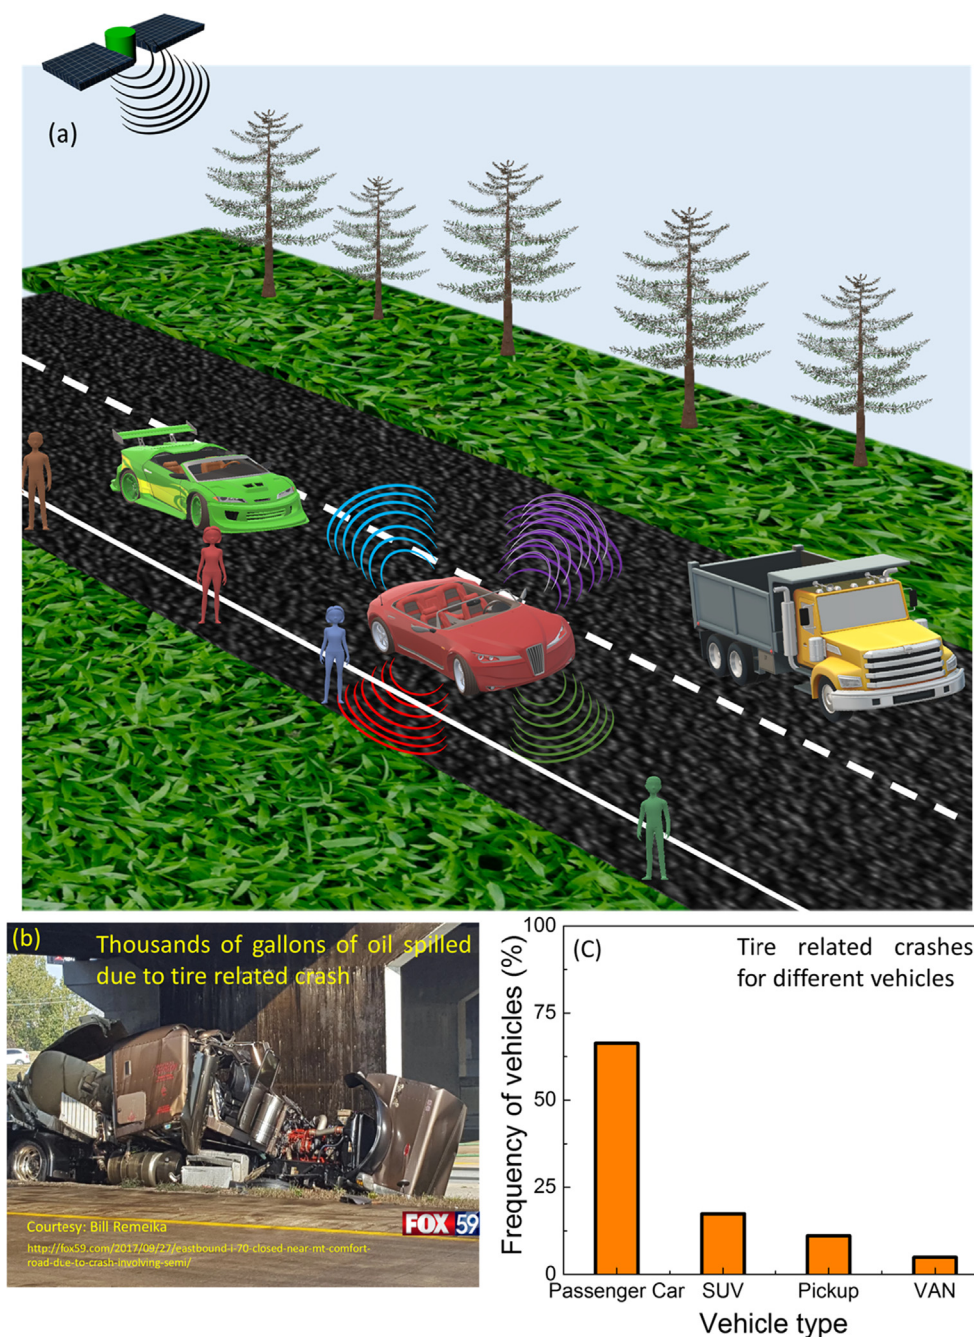 (a)
(b)
Thousands of gallons of oil spilled
due to tire related crash
Courtesy: Bill Remeika
http://fox59.com/2017/09/27/eastbound-i-70-closed-near-mt-comfort-
road-due-to-crash-involving-semi/
FOX 59
(C)
Tire related crashes
for different vehicles
Frequency of vehicles (%)
100
75
50
25
0
Passenger Car SUV Pickup VAN
Vehicle type